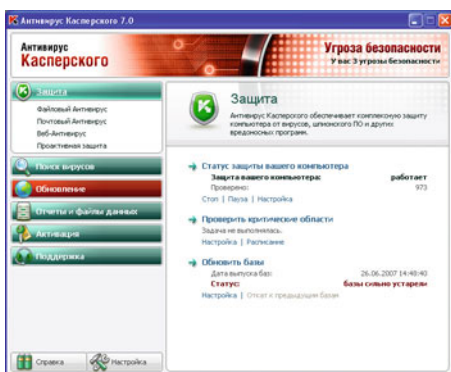 Антивирус Касперского 7.0
Антивирус
Касперского
Угроза безопасности
У вас 3 угрозы безопасности
Защита
Файловый Антивирус
Почтовый Антивирус
Веб-Антивирус
Проактивная защита
Поиск вирусов
Обновление
Отчеты и файлы данных
Активация
Поддержка
Справка
Настройка
Защита
Антивирус Касперского обеспечивает комплексную защиту
компьютера от вирусов, шпионского ПО и других
вредоносных программ.
Статус защиты вашего компьютера
Защита вашего компьютера: работает
Проверено: 973
Стоп | Пауза | Настройка
Проверить критические области
Задача не выполнялась.
Настройка | Расписание
Обновить базы
Дата выпуска баз: 26.06.2007 14:48:40
Статус: базы сильно устарели
Настройка | Откат к предыдущим базам